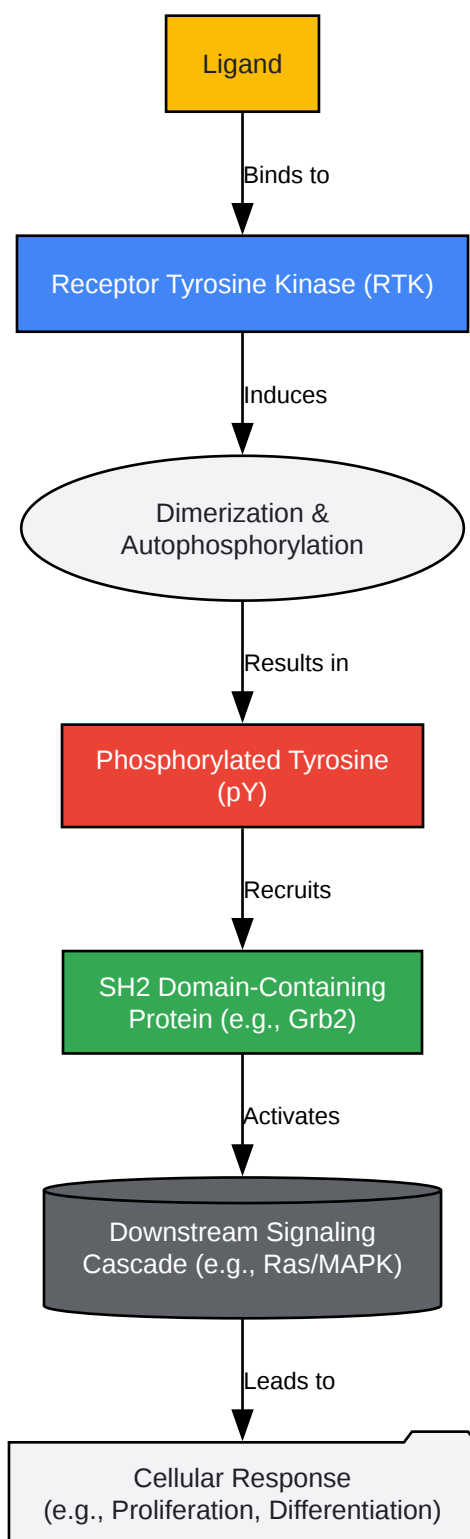 Ligand
Binds to
Receptor Tyrosine Kinase (RTK)
Induces
Dimerization &
Autophosphorylation
Results in
Phosphorylated Tyrosine
(pY)
Recruits
SH2 Domain-Containing
Protein (e.g., Grb2)
Activates
Downstream Signaling
Cascade (e.g., Ras/MAPK)
Leads to
Cellular Response
(e.g., Proliferation, Differentiation)